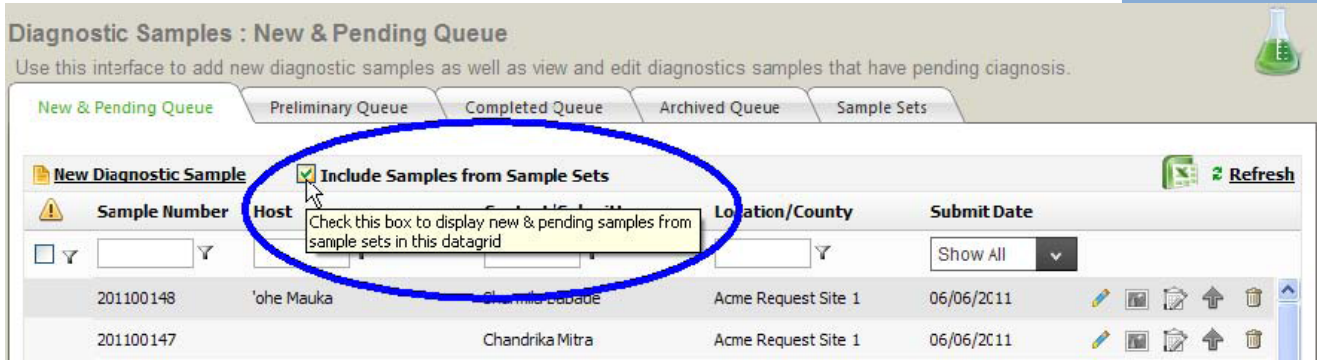 Diagnostic Samples : New & Pending Queue
Use this interface to add new diagnostic samples as well as view and edit diagnostics samples that have pending diagnosis.
New & Pending Queue Preliminary Queue Completed Queue Archived Queue Sample Sets
New Diagnostic Sample Include Samples from Sample Sets Refresh
Sample Number Host Location/County Submit Date
Check this box to display new & pending samples from
sample sets in this datagrid
Show All
201100148 'ohe Mauka Acme Request Site 1 06/06/2011
201100147 Chandrika Mitra Acme Request Site 1 06/06/2011